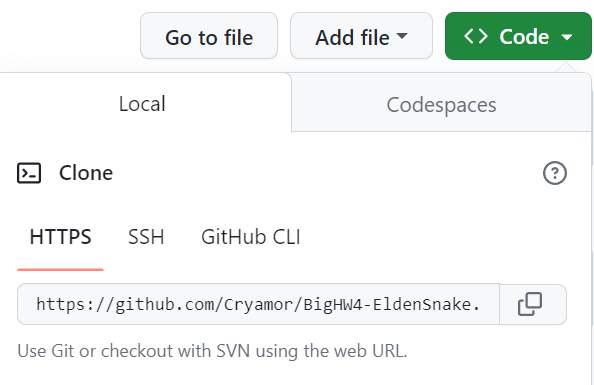 Go to file Add file <> Code
Local Codespaces
Clone
HTTPS SSH GitHub CLI
https://github.com/Cryamor/BigHW4-EldenSnake.
Use Git or checkout with SVN using the web URL.